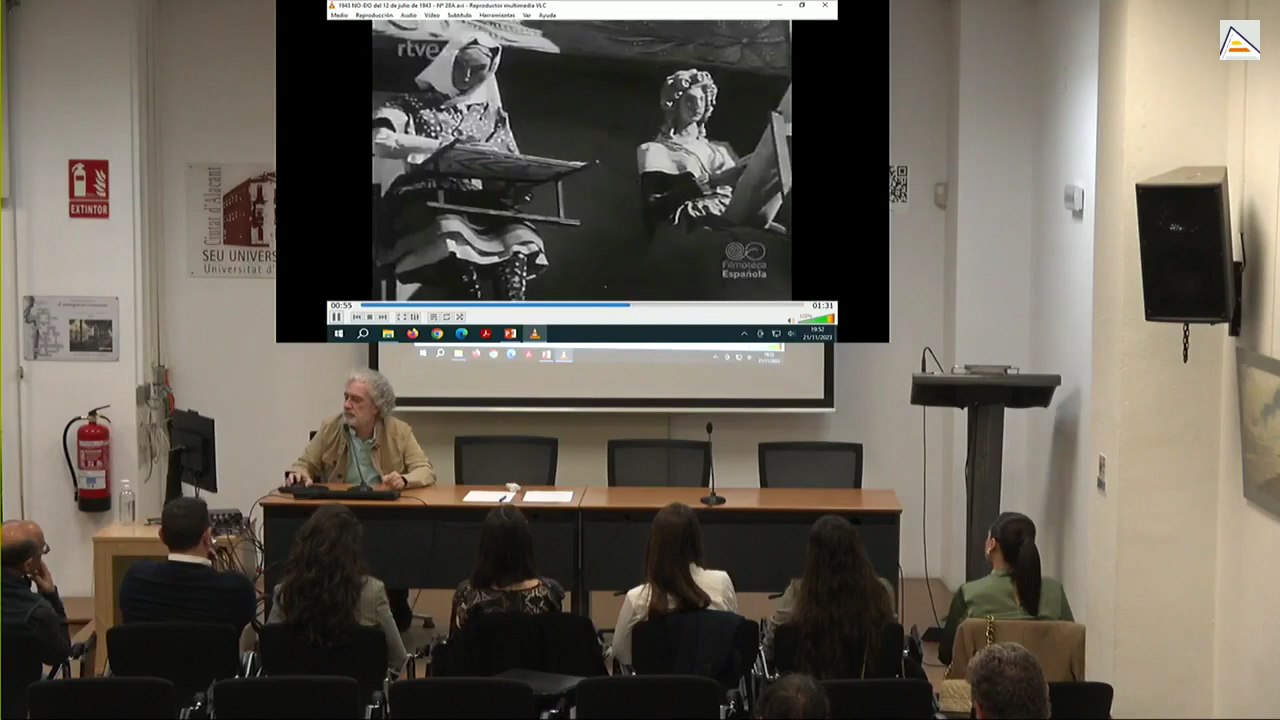 1943 NO-DO del 12 de julio de 1943 - Nº 28A.avi - Reproductor multimedia VLC
Medio Reproducción Audio Vídeo Subtítulo Herramientas Ver Ayuda
rtve
Filmoteca
Española
00:55
01:31
19:52
21/11/2023
EXTINTOR
Ciutat d'Alacant
SEU UNIVERS
Universitat d'